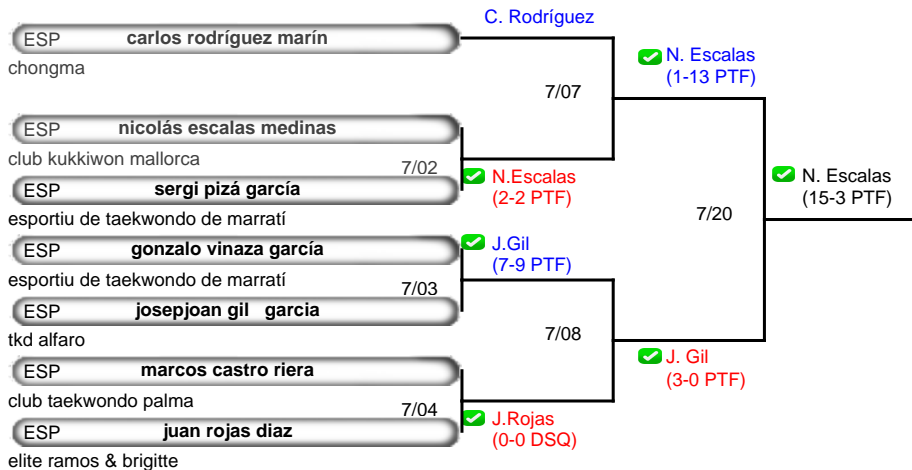 ESP carlos rodríguez marín
chongma
C. Rodríguez
7/07
N. Escalas
(1-13 PTF)
ESP nicolás escalas medinas
club kukkiwon mallorca
7/02
ESP sergi pizá garcía
esportiu de taekwondo de marratí
N.Escalas
(2-2 PTF)
7/20
N. Escalas
(15-3 PTF)
ESP gonzalo vinaza garcía
esportiu de taekwondo de marratí
7/03
ESP josepjoan gil garcia
tkd alfaro
J.Gil
(7-9 PTF)
7/08
J. Gil
(3-0 PTF)
ESP marcos castro riera
club taekwondo palma
7/04
ESP juan rojas diaz
elite ramos & brigitte
J.Rojas
(0-0 DSQ)